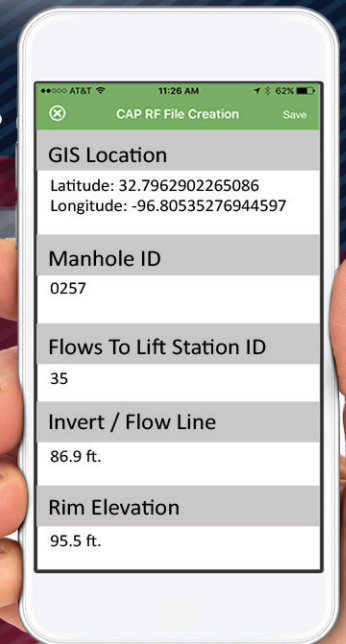 ●●○○○ AT&T 11:26 AM 62%
CAP RF File Creation Save
GIS Location
Latitude: 32.7962902265086
Longitude: -96.80535276944597
Manhole ID
0257
Flows To Lift Station ID
35
Invert / Flow Line
86.9 ft.
Rim Elevation
95.5 ft.